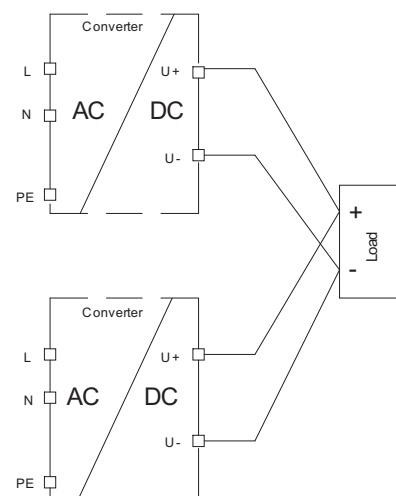 Converter
L
U+
N
AC
DC
U-
PE
+
-
Load
Converter
L
U+
N
AC
DC
U-
PE